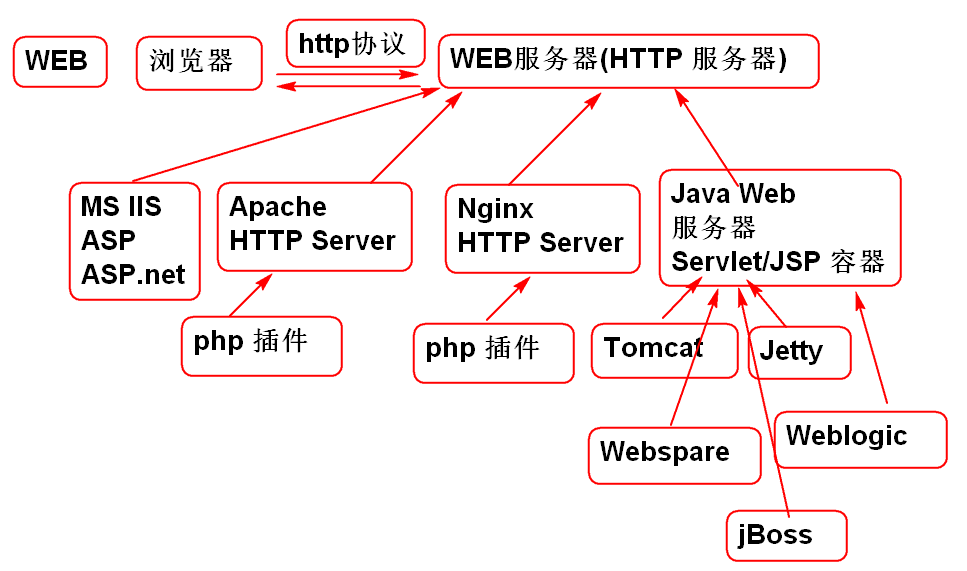 WEB
浏览器
http协议
WEB服务器(HTTP 服务器)
MS IIS
ASP
ASP.net
Apache
HTTP Server
Nginx
HTTP Server
Java Web
服务器
Servlet/JSP 容器
php 插件
php 插件
Tomcat
Jetty
Webspare
Weblogic
jBoss